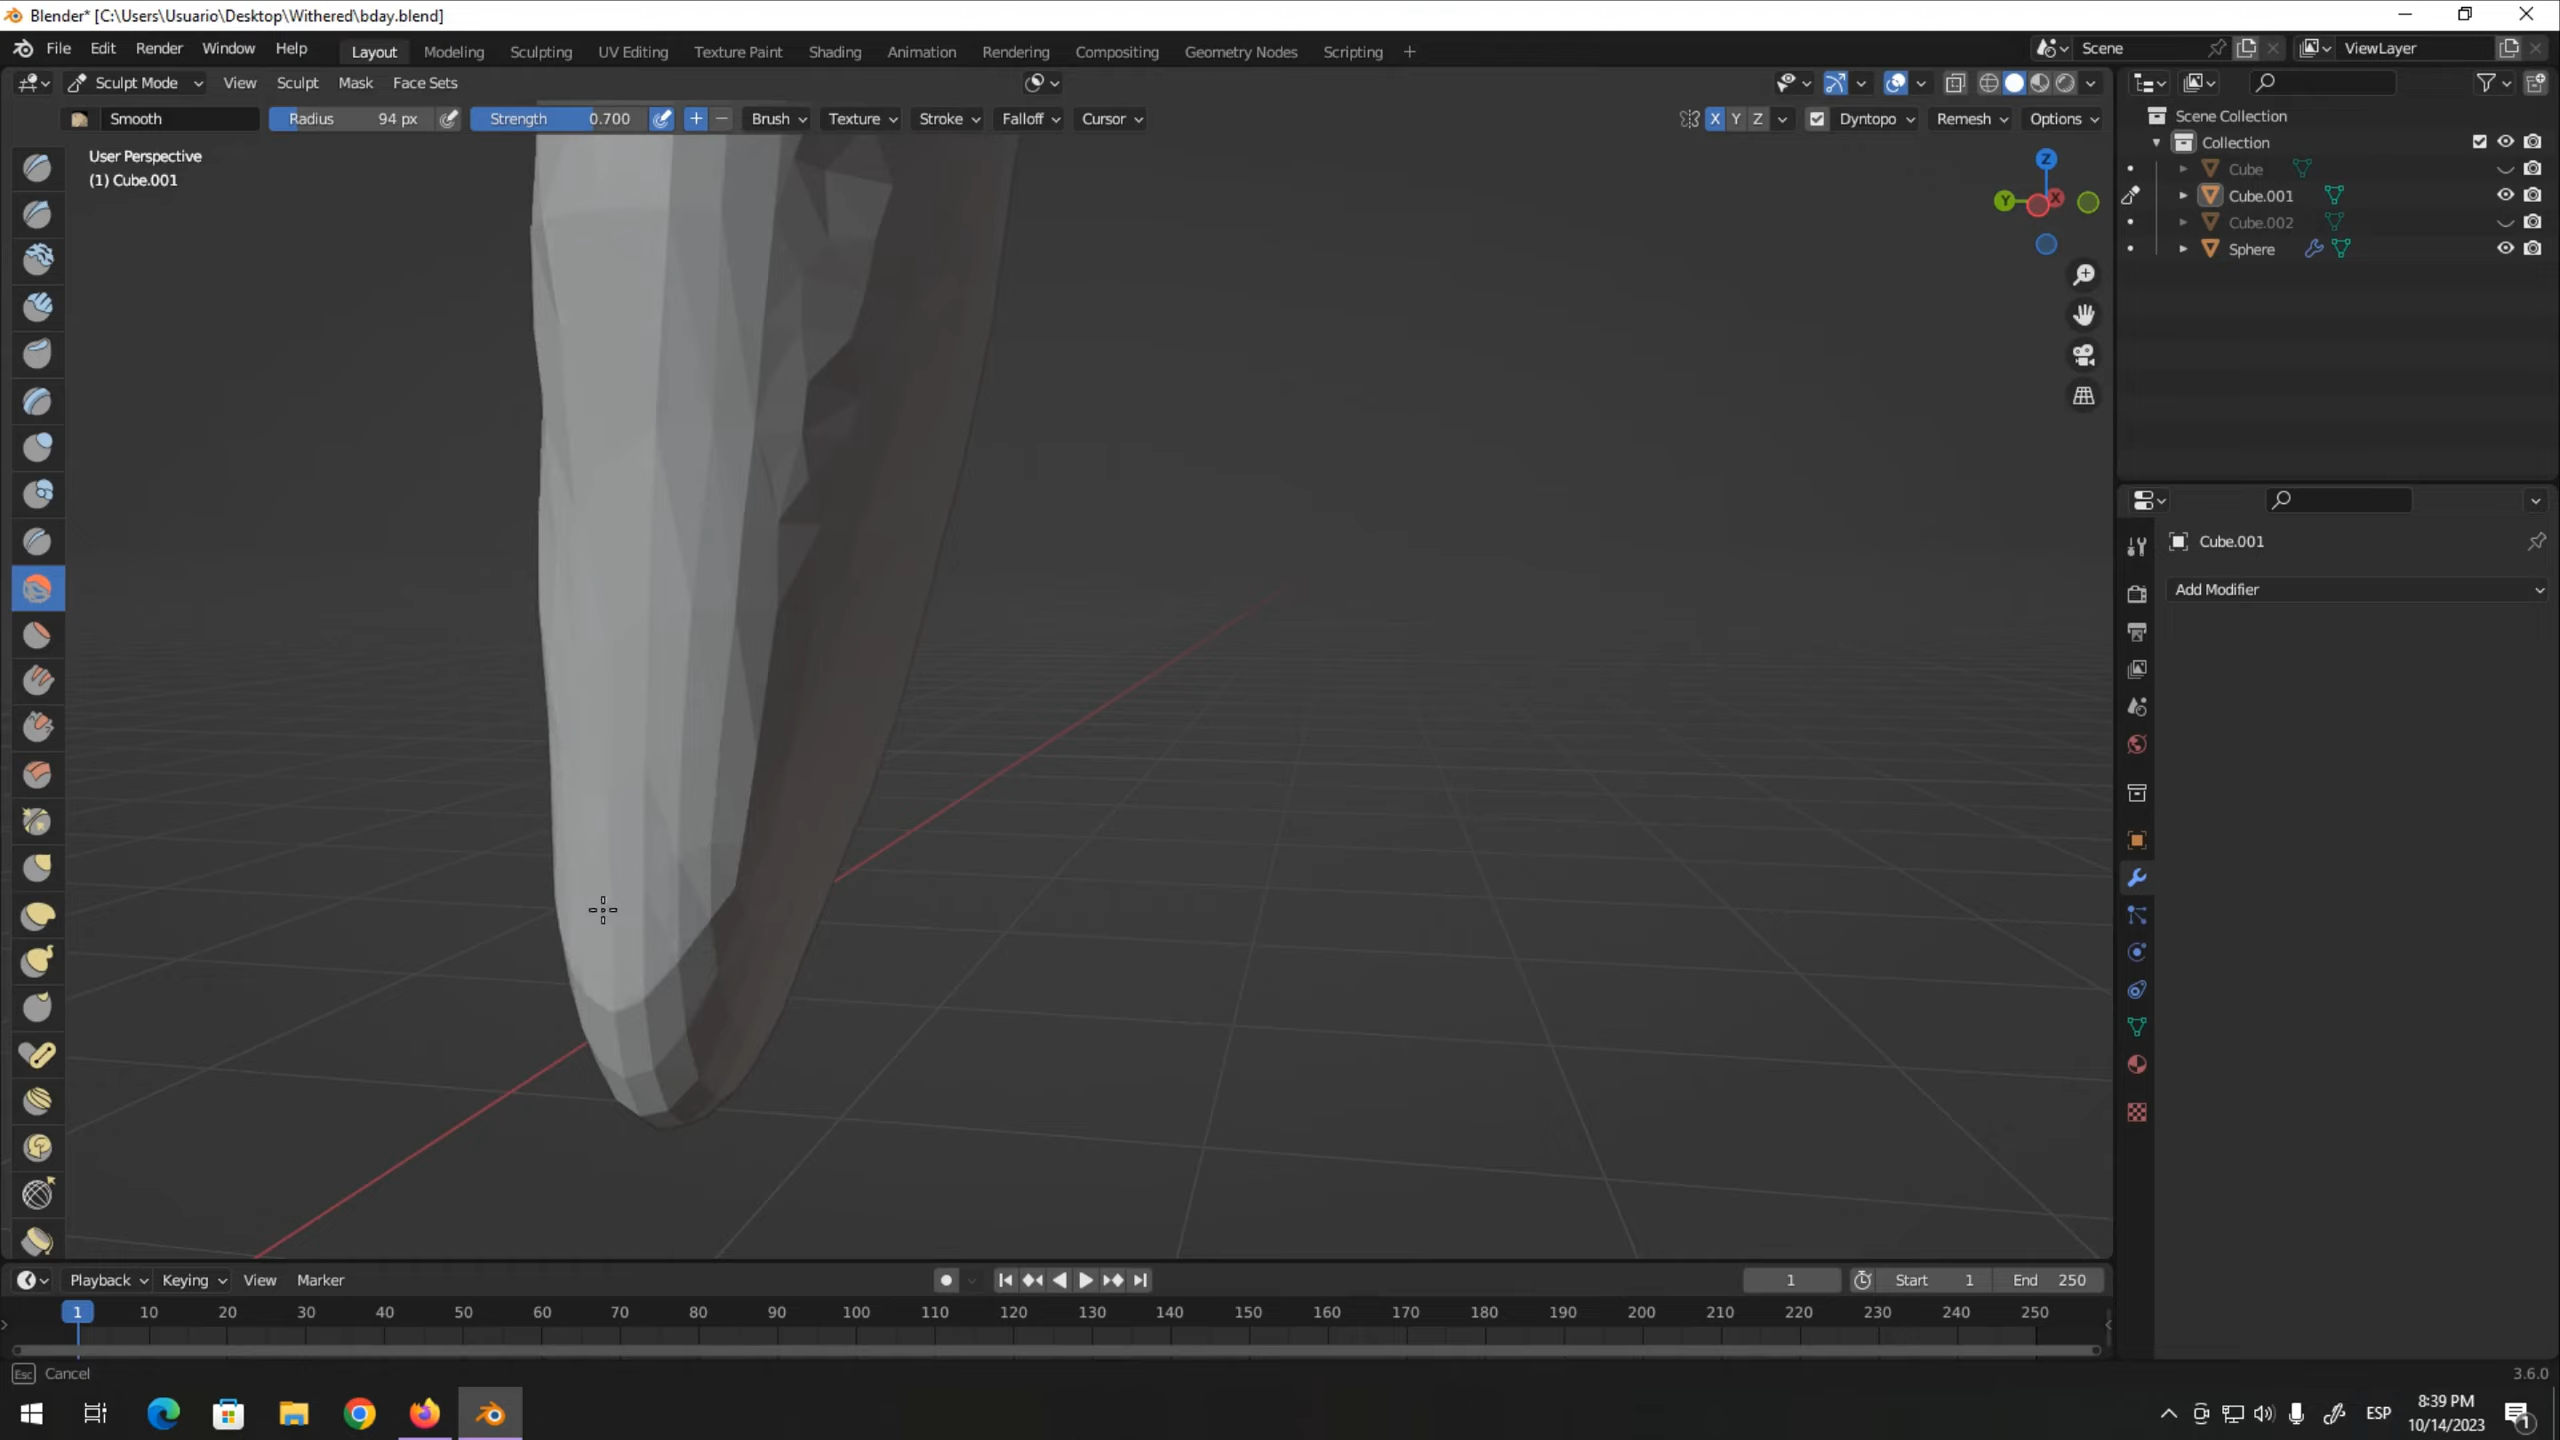 Blender* [C:\Users\Usuario\Desktop\Withered\bday.blend]
File Edit Render Window Help Layout Modeling Sculpting UV Editing Texture Paint Shading Animation Rendering Compositing Geometry Nodes Scripting + Scene ViewLayer
Sculpt Mode View Sculpt Mask Face Sets
Smooth Radius 94 px Strength 0.700 + − Brush Texture Stroke Falloff Cursor X Y Z Dyntopo Remesh Options
User Perspective
(1) Cube.001
Z
Y X
Scene Collection
Collection
Cube
Cube.001
Cube.002
Sphere
Cube.001
Add Modifier
Playback Keying View Marker 1 Start 1 End 250
1 10 20 30 40 50 60 70 80 90 100 110 120 130 140 150 160 170 180 190 200 210 220 230 240 250
Esc Cancel 3.6.0
ESP
8:39 PM
10/14/2023
1